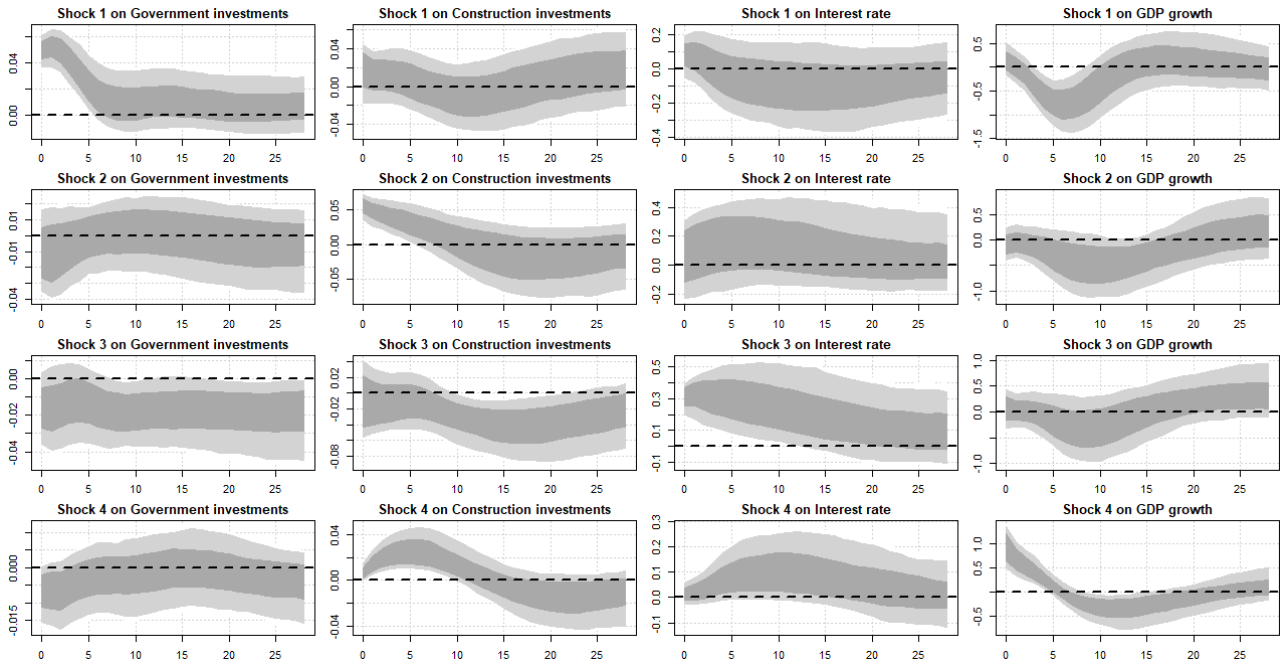 Shock 1 on Government investments
Shock 1 on Construction investments
Shock 1 on Interest rate
Shock 1 on GDP growth
0.04
0.00
0 5 10 15 20 25
0.04
0.00
-0.04
0 5 10 15 20 25
0.2
0.0
-0.2
-0.4
0 5 10 15 20 25
0.5
0.0
-0.5
-1.5
0 5 10 15 20 25
Shock 2 on Government investments
Shock 2 on Construction investments
Shock 2 on Interest rate
Shock 2 on GDP growth
0.01
-0.01
-0.04
0 5 10 15 20 25
0.05
0.00
-0.05
0 5 10 15 20 25
0.4
0.2
0.0
-0.2
0 5 10 15 20 25
0.5
0.0
-1.0
0 5 10 15 20 25
Shock 3 on Government investments
Shock 3 on Construction investments
Shock 3 on Interest rate
Shock 3 on GDP growth
0.00
-0.02
-0.04
0 5 10 15 20 25
0.02
-0.02
-0.08
0 5 10 15 20 25
0.5
0.3
0.1
-0.1
0 5 10 15 20 25
1.0
0.5
0.0
-1.0
0 5 10 15 20 25
Shock 4 on Government investments
Shock 4 on Construction investments
Shock 4 on Interest rate
Shock 4 on GDP growth
0.000
-0.015
0 5 10 15 20 25
0.04
0.00
-0.04
0 5 10 15 20 25
0.3
0.2
0.1
0.0
-0.1
0 5 10 15 20 25
1.0
0.5
-0.5
0 5 10 15 20 25